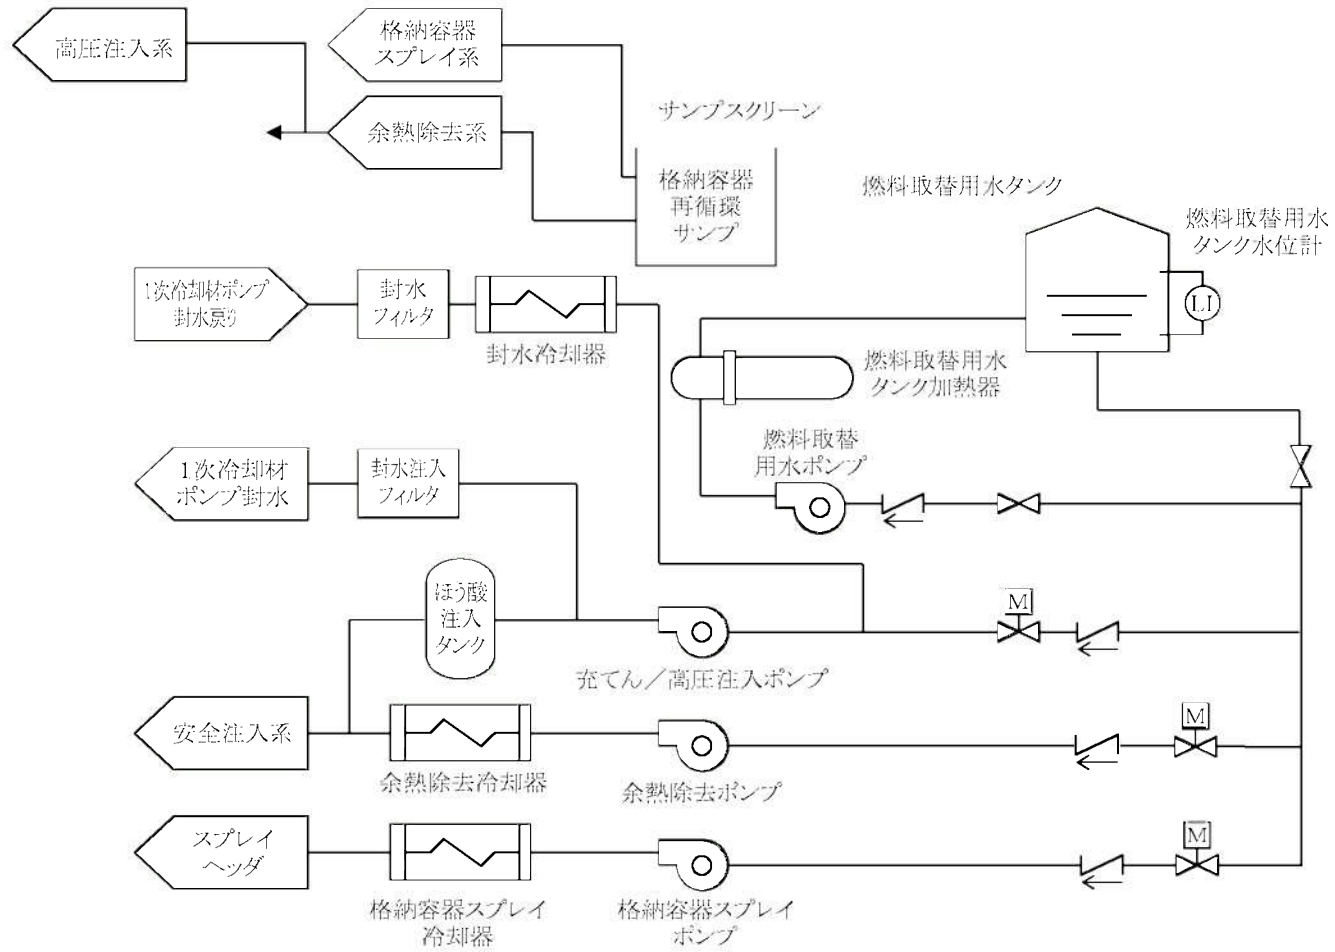 高圧注入系
格納容器
スプレイ系
余熱除去系
サンプスクリーン
格納容器
再循環
サンプ
燃料取替用水タンク
燃料取替用水
タンク水位計
LI
1次冷却材ポンプ
封水戻り
封水
フィルタ
封水冷却器
燃料取替用水
タンク加熱器
燃料取替
用水ポンプ
1次冷却材
ポンプ封水
封水注入
フィルタ
ほう酸
注入
タンク
M
充てん／高圧注入ポンプ
安全注入系
M
余熱除去冷却器
余熱除去ポンプ
スプレイ
ヘッダ
M
格納容器スプレイ
冷却器
格納容器スプレイ
ポンプ